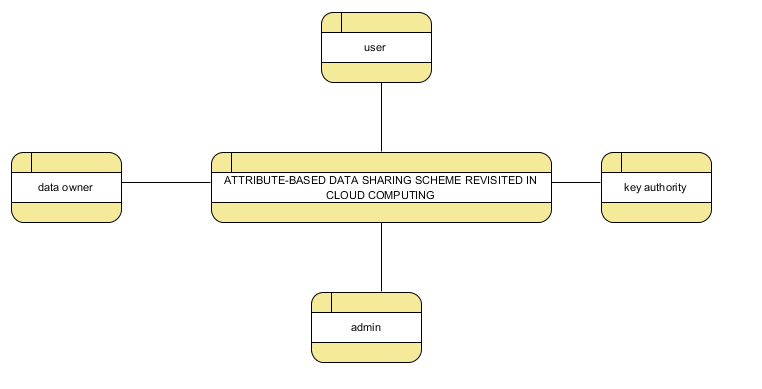 user
data owner
ATTRIBUTE-BASED DATA SHARING SCHEME REVISITED IN
CLOUD COMPUTING
key authority
admin